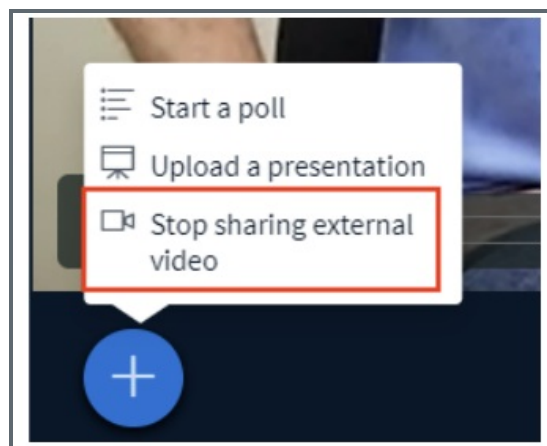 Start a poll
Upload a presentation
Stop sharing external
video